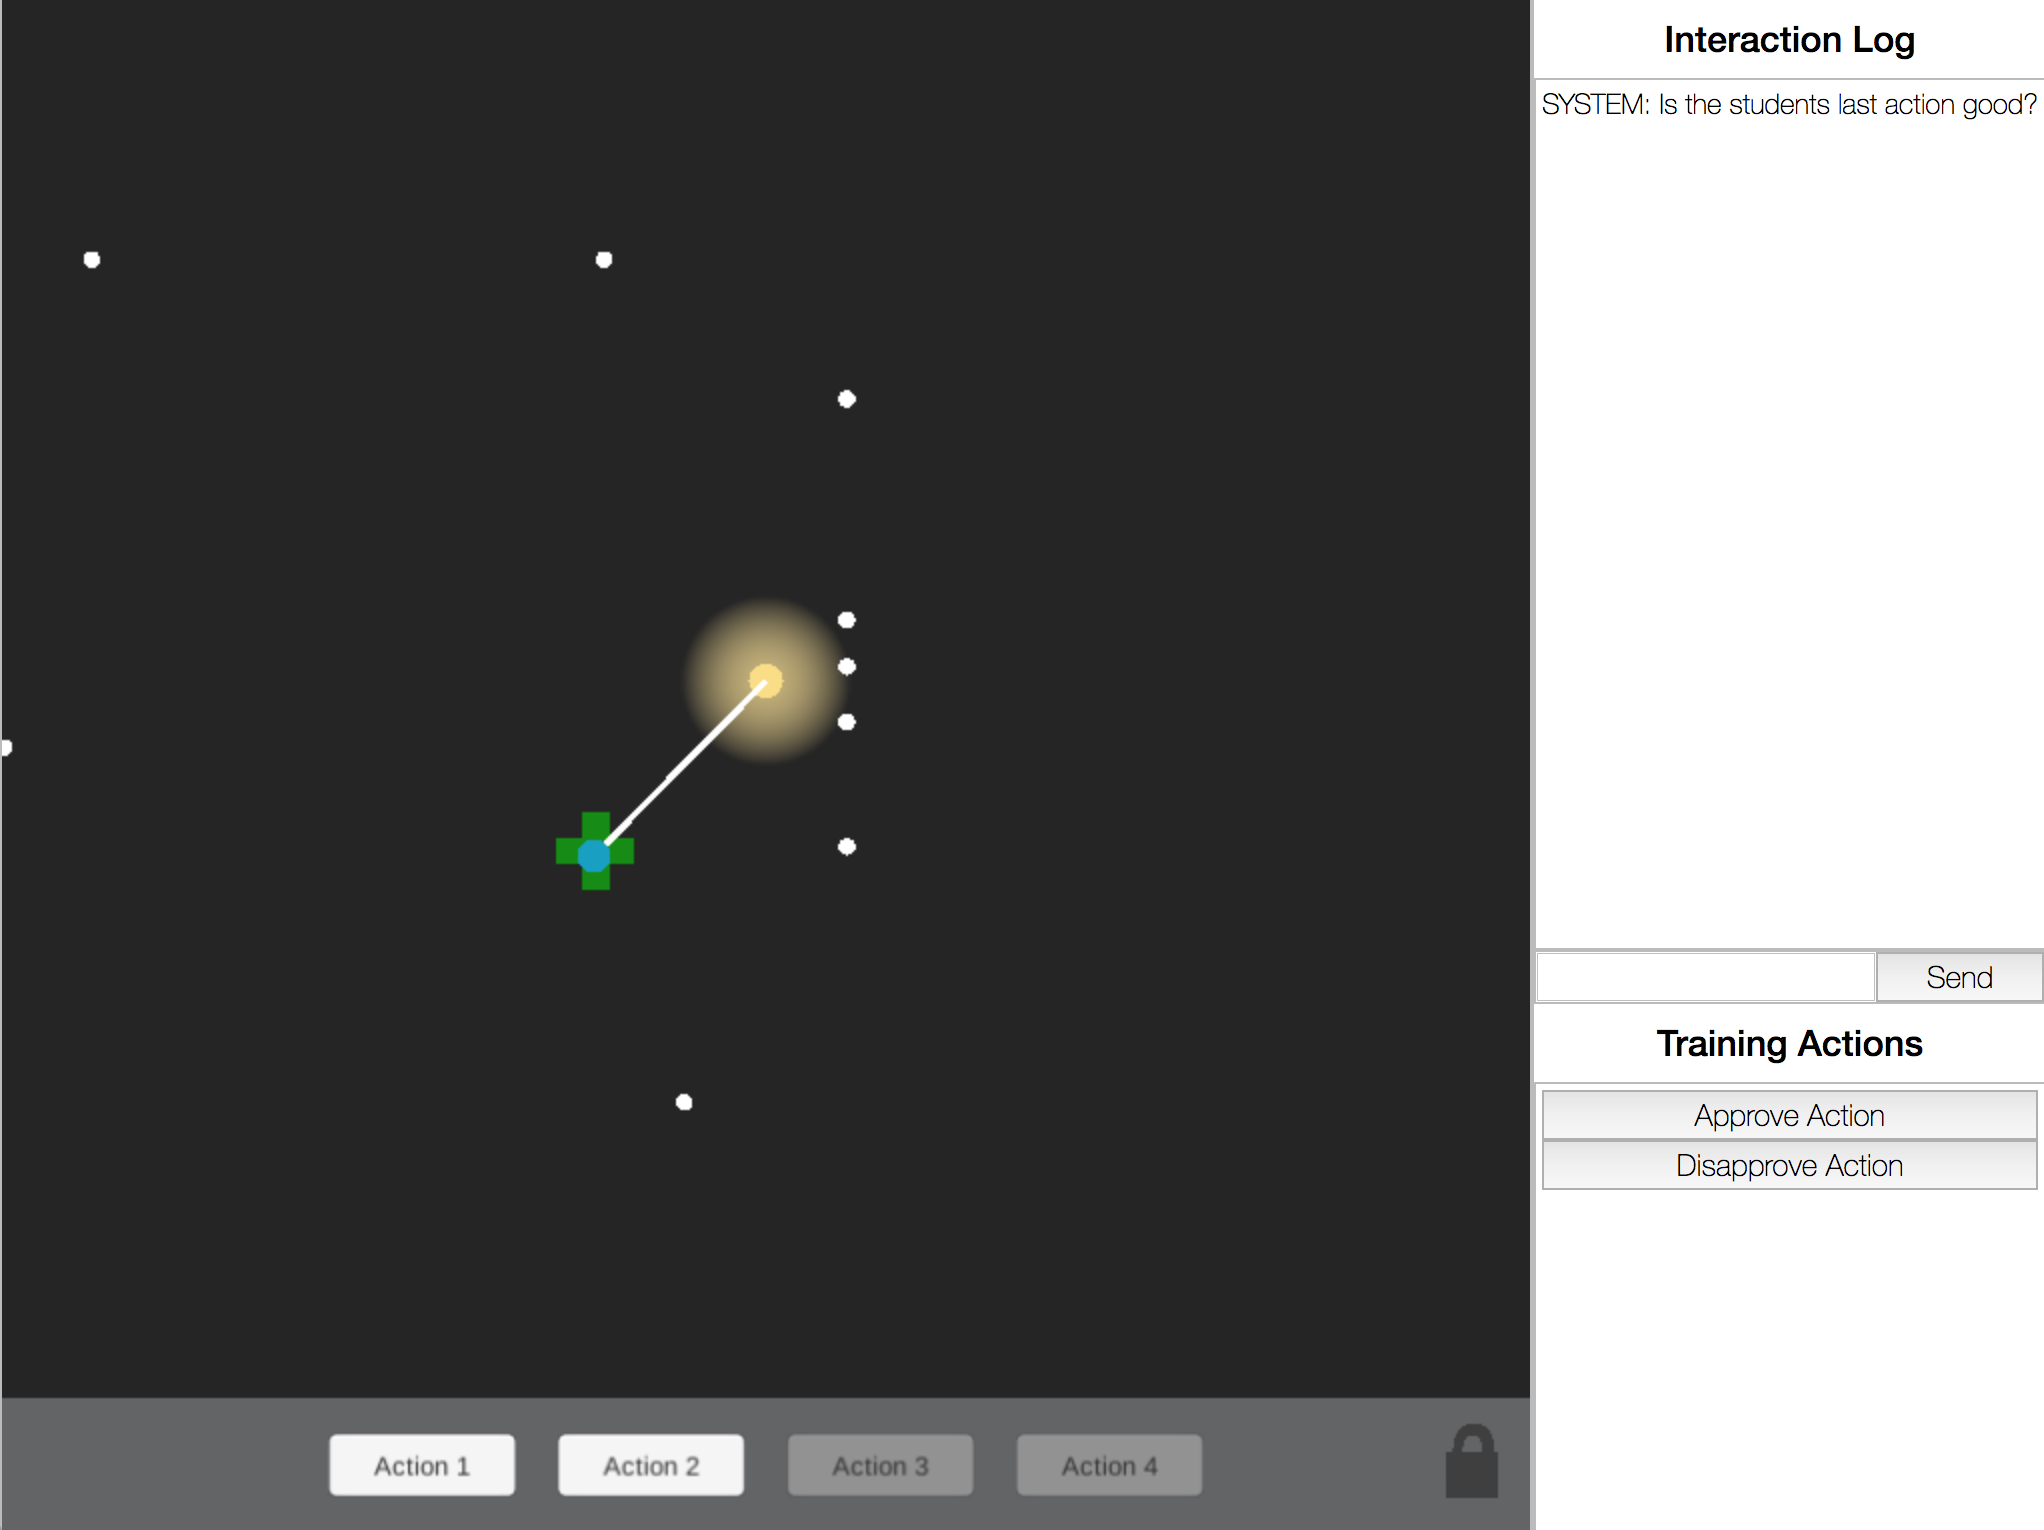 Interaction Log
SYSTEM: Is the students last action good?
Send
Training Actions
Approve Action
Disapprove Action
Action 1
Action 2
Action 3
Action 4